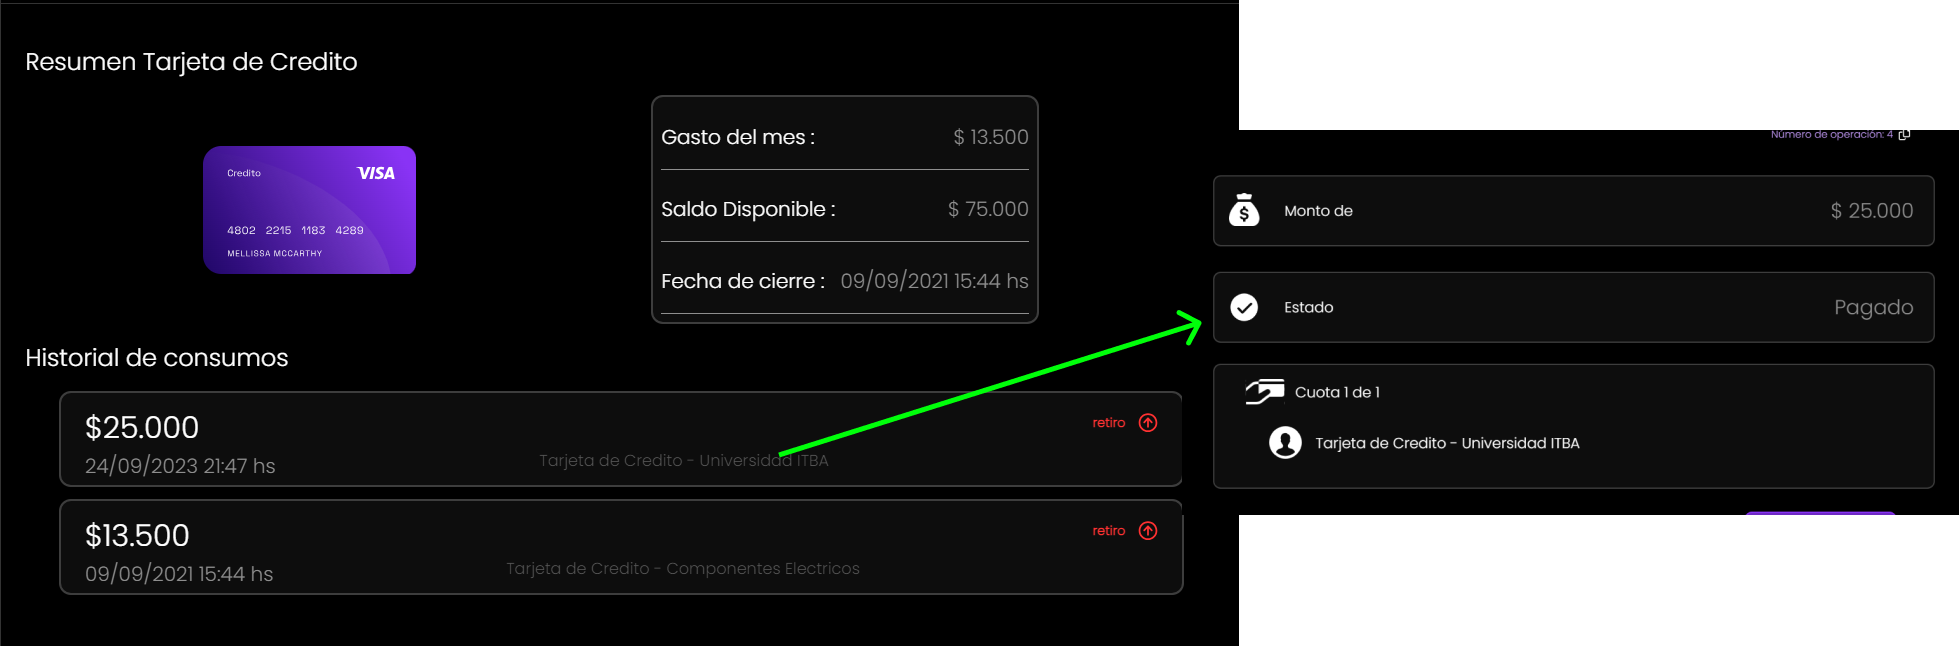 Resumen Tarjeta de Credito
Credito
VISA
4802 2215 1183 4289
MELLISSA MCCARTHY
Gasto del mes : $ 13.500
Saldo Disponible : $ 75.000
Fecha de cierre : 09/09/2021 15:44 hs
Historial de consumos
$25.000
retiro
24/09/2023 21:47 hs
Tarjeta de Credito - Universidad ITBA
$13.500
retiro
09/09/2021 15:44 hs
Tarjeta de Credito - Componentes Electricos
Número de operación: 4
Monto de $ 25.000
Estado Pagado
Cuota 1 de 1
Tarjeta de Credito - Universidad ITBA